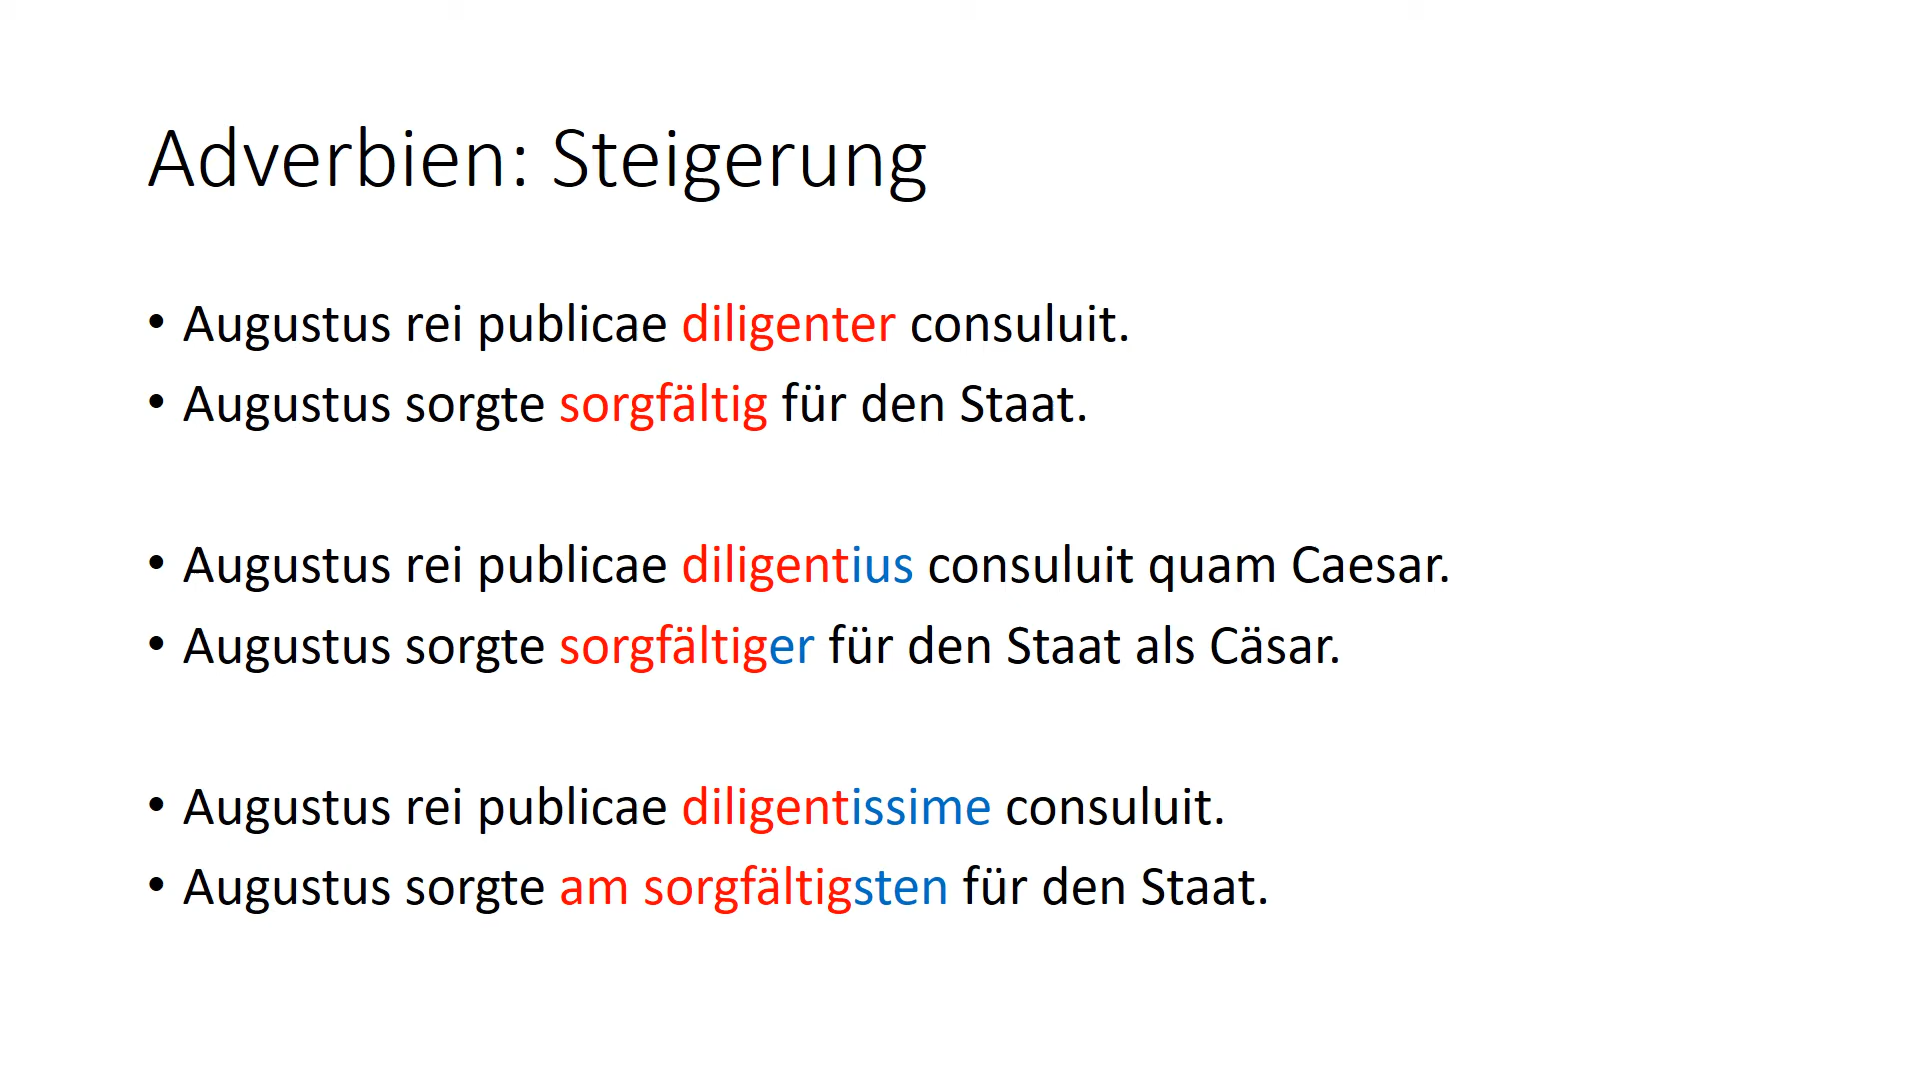 Adverbien: Steigerung
• Augustus rei publicae diligenter consuluit.
• Augustus sorgte sorgfältig für den Staat.
• Augustus rei publicae diligentius consuluit quam Caesar.
• Augustus sorgte sorgfältiger für den Staat als Cäsar.
• Augustus rei publicae diligentissime consuluit.
• Augustus sorgte am sorgfältigsten für den Staat.